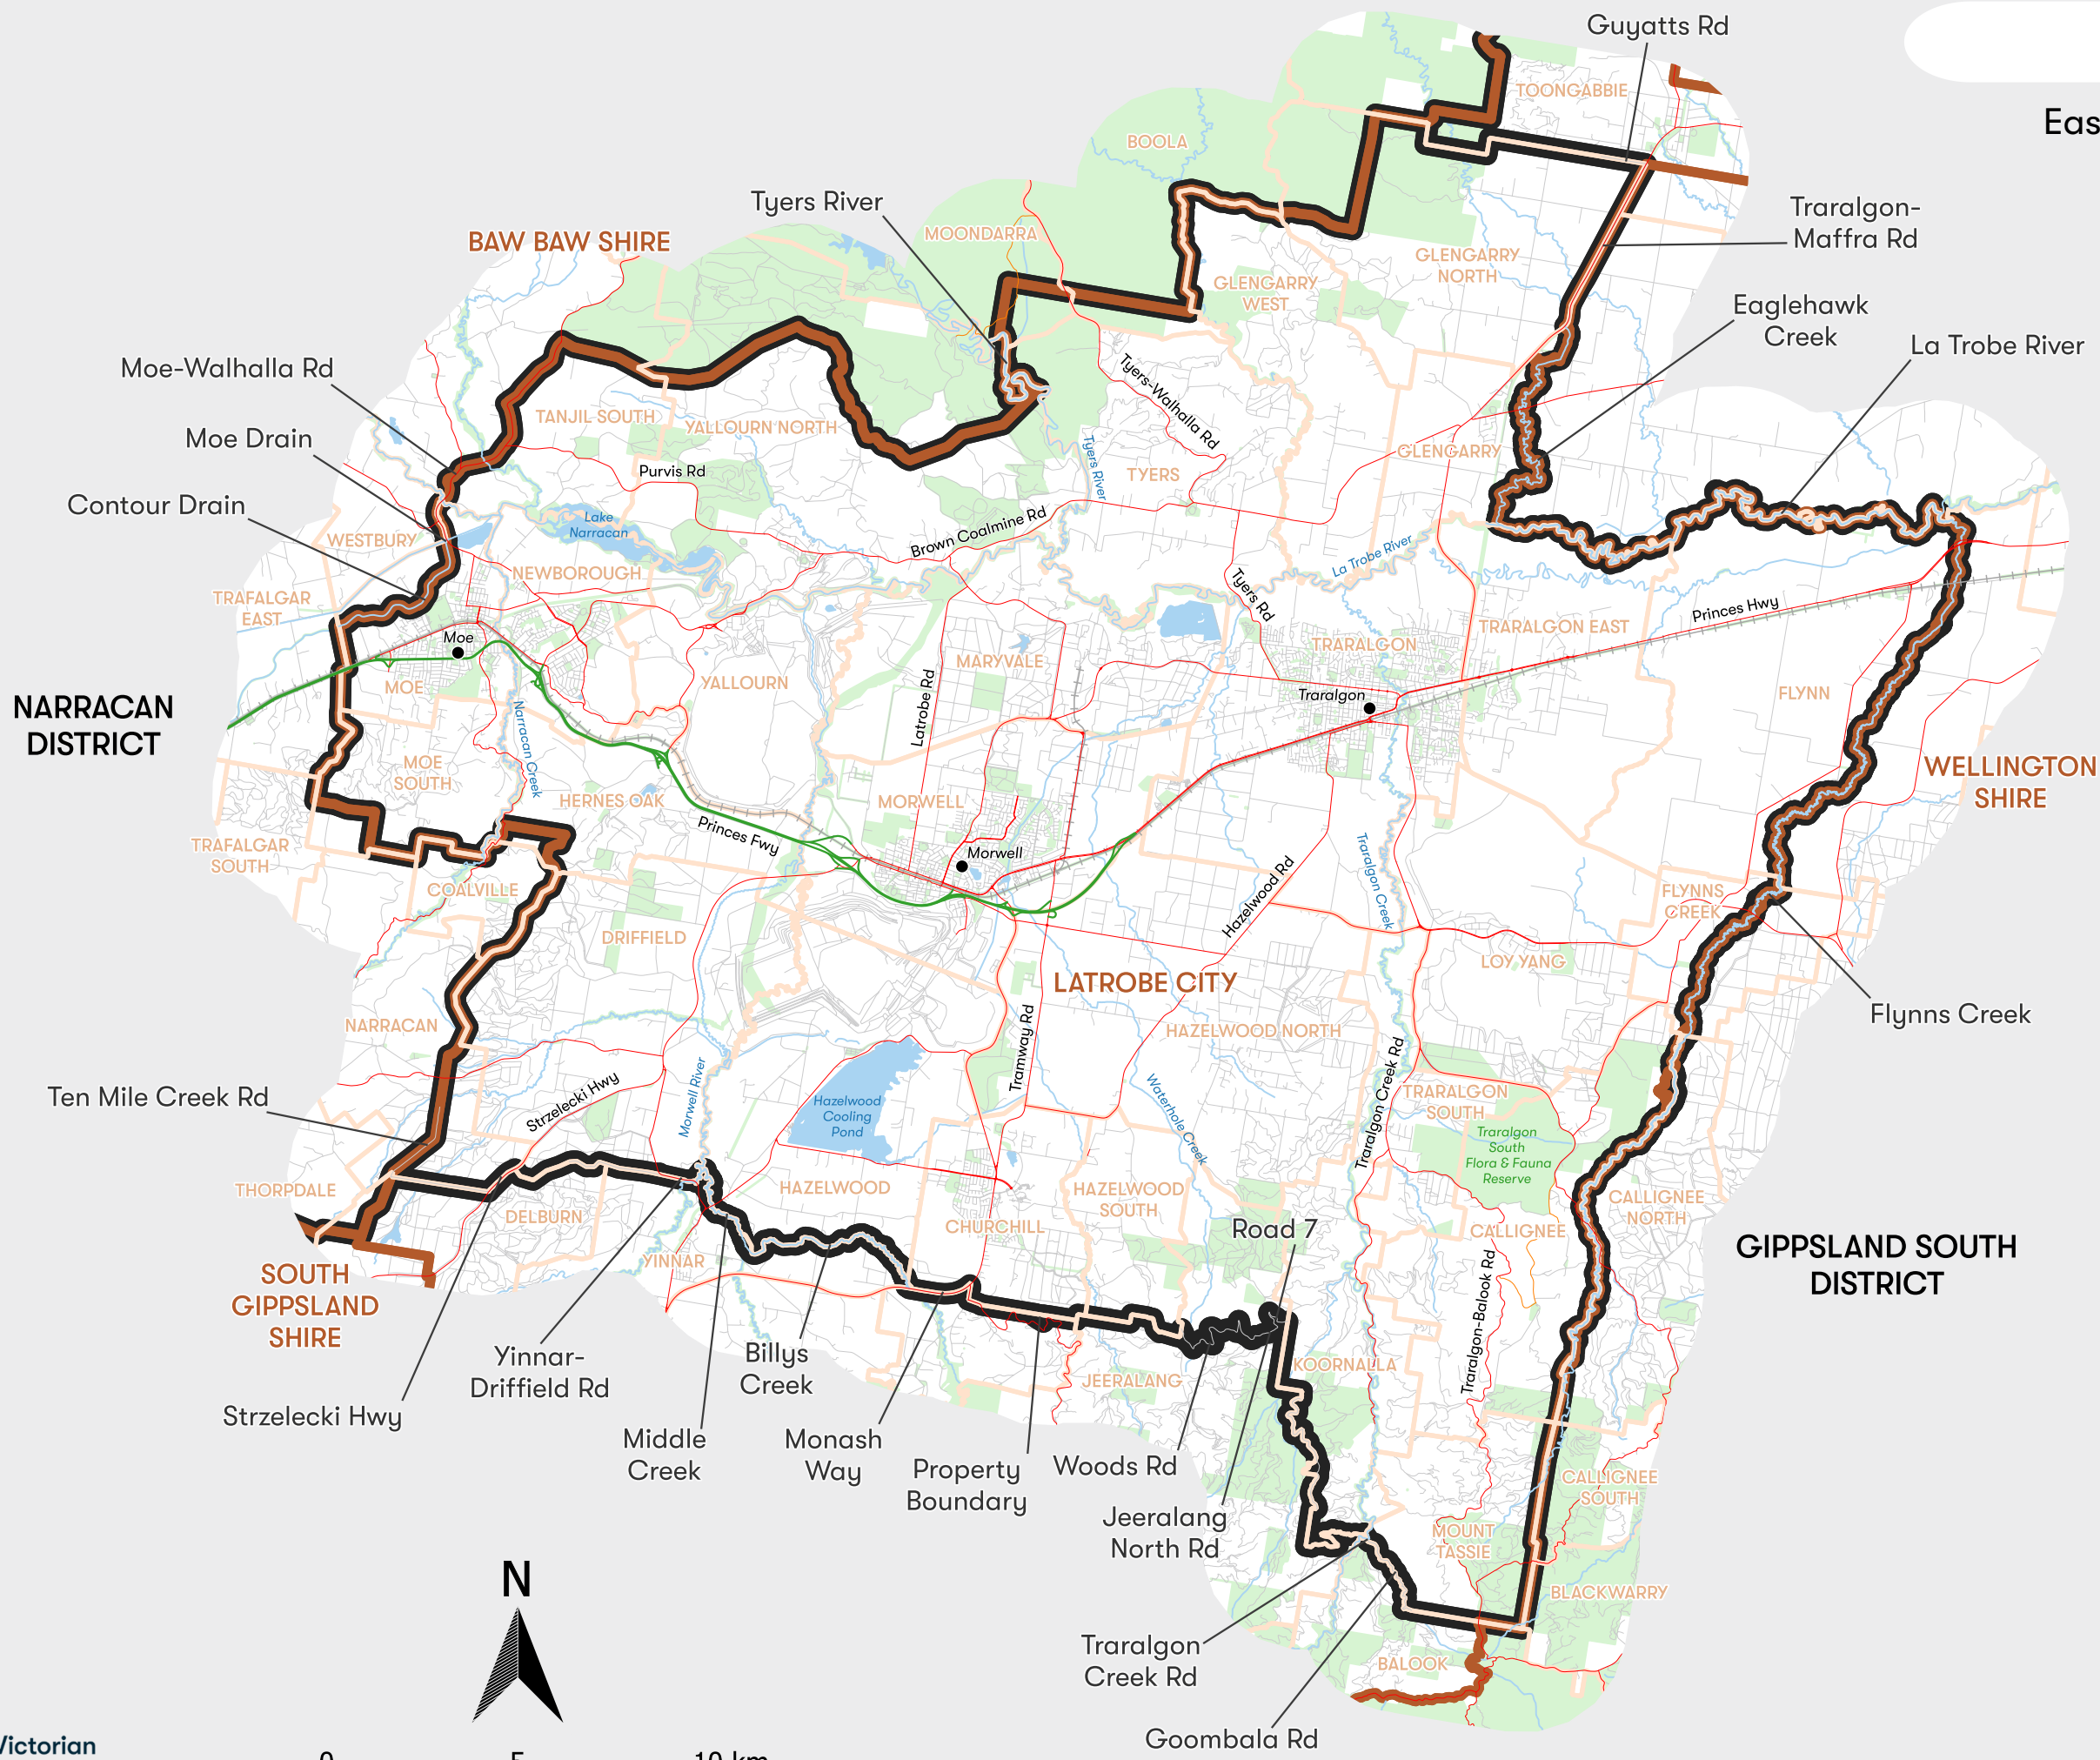 Guyatts Rd
TOONGABBIE
Eas
BOOLA
Tyers River
Traralgon-
Maffra Rd
MOONDARRA
BAW BAW SHIRE
GLENGARRY
NORTH
GLENGARRY
WEST
Eaglehawk
Creek
La Trobe River
Moe-Walhalla Rd
Tyers-Walhalla Rd
TANJIL SOUTH
YALLOURN NORTH
Moe Drain
GLENGARRY
Purvis Rd
Tyers River
TYERS
Contour Drain
Lake
Narracan
Brown Coalmine Rd
WESTBURY
La Trobe River
NEWBOROUGH
TRAFALGAR
EAST
Tyers Rd
Princes Hwy
Moe
TRARALGON EAST
TRARALGON
MARYVALE
MOE
YALLOURN
Latrobe Rd
Traralgon
FLYNN
NARRACAN
DISTRICT
Narracan Creek
MOE
SOUTH
WELLINGTON
SHIRE
HERNES OAK
MORWELL
Princes Fwy
TRAFALGAR
SOUTH
Morwell
Traralgon Creek
Hazelwood Rd
COALVILLE
FLYNNS
CREEK
DRIFFIELD
LOY YANG
LATROBE CITY
Flynns Creek
NARRACAN
HAZELWOOD NORTH
Tramway Rd
Ten Mile Creek Rd
Strzelecki Hwy
Morwell River
Hazelwood
Cooling
Pond
Waterhole Creek
Traralgon Creek Rd
TRARALGON
SOUTH
Traralgon
South
Flora & Fauna
Reserve
THORPDALE
HAZELWOOD
HAZELWOOD
SOUTH
CALLIGNEE
NORTH
DELBURN
CHURCHILL
Road 7
CALLIGNEE
YINNAR
GIPPSLAND SOUTH
DISTRICT
SOUTH
GIPPSLAND
SHIRE
Traralgon-Balook Rd
Yinnar-
Driffield Rd
Billys
Creek
KOORNALLA
JEERALANG
Strzelecki Hwy
Middle
Creek
Monash
Way
Property
Boundary
Woods Rd
CALLIGNEE
SOUTH
Jeeralang
North Rd
MOUNT
TASSIE
N
BLACKWARRY
Traralgon
Creek Rd
BALOOK
Goombala Rd
Victorian
0 5 10 km